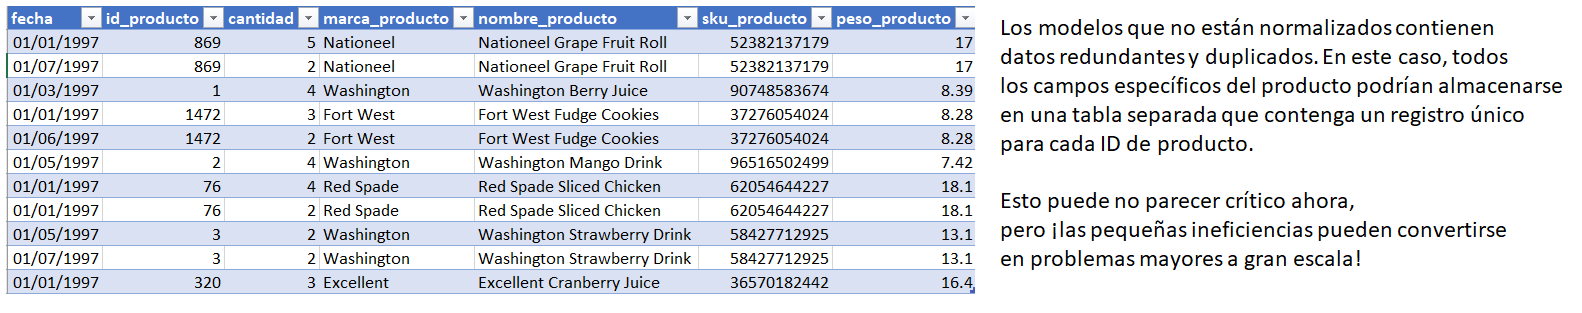 fecha id_producto cantidad marca_producto nombre_producto sku_producto peso_producto
01/01/1997 869 5 Nationeel Nationeel Grape Fruit Roll 52382137179 17
01/07/1997 869 2 Nationeel Nationeel Grape Fruit Roll 52382137179 17
01/03/1997 1 4 Washington Washington Berry Juice 90748583674 8.39
01/01/1997 1472 3 Fort West Fort West Fudge Cookies 37276054024 8.28
01/06/1997 1472 2 Fort West Fort West Fudge Cookies 37276054024 8.28
01/05/1997 2 4 Washington Washington Mango Drink 96516502499 7.42
01/01/1997 76 4 Red Spade Red Spade Sliced Chicken 62054644227 18.1
01/01/1997 76 2 Red Spade Red Spade Sliced Chicken 62054644227 18.1
01/05/1997 3 2 Washington Washington Strawberry Drink 58427712925 13.1
01/07/1997 3 2 Washington Washington Strawberry Drink 58427712925 13.1
01/01/1997 320 3 Excellent Excellent Cranberry Juice 36570182442 16.4
Los modelos que no están normalizados contienen
datos redundantes y duplicados. En este caso, todos
los campos específicos del producto podrían almacenarse
en una tabla separada que contenga un registro único
para cada ID de producto.
Esto puede no parecer crítico ahora,
pero ¡las pequeñas ineficiencias pueden convertirse
en problemas mayores a gran escala!